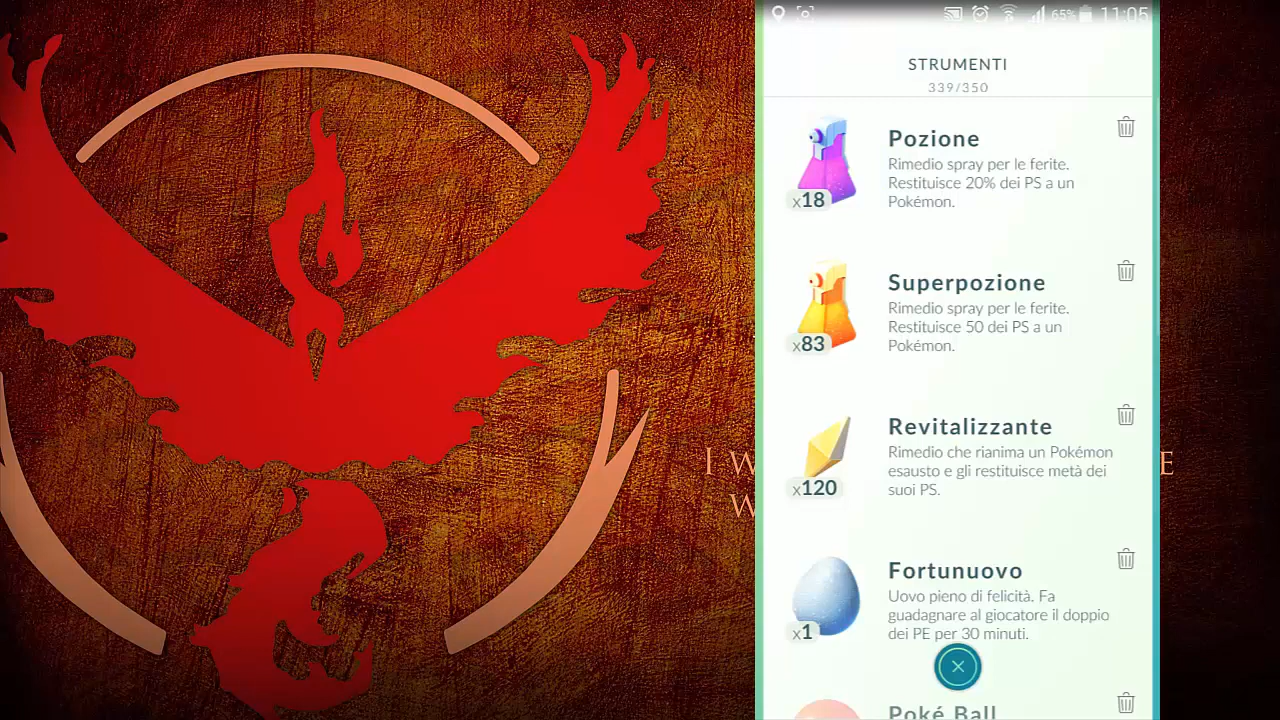 65% 11:05
STRUMENTI
339/350
Pozione
Rimedio spray per le ferite.
Restituisce 20% dei PS a un
Pokémon.
x18
Superpozione
Rimedio spray per le ferite.
Restituisce 50 dei PS a un
Pokémon.
x83
Revitalizzante
Rimedio che rianima un Pokémon
esausto e gli restituisce metà dei
suoi PS.
x120
I W
E
W
Fortunuovo
Uovo pieno di felicità. Fa
guadagnare al giocatore il doppio
dei PE per 30 minuti.
x1
Poké Ball